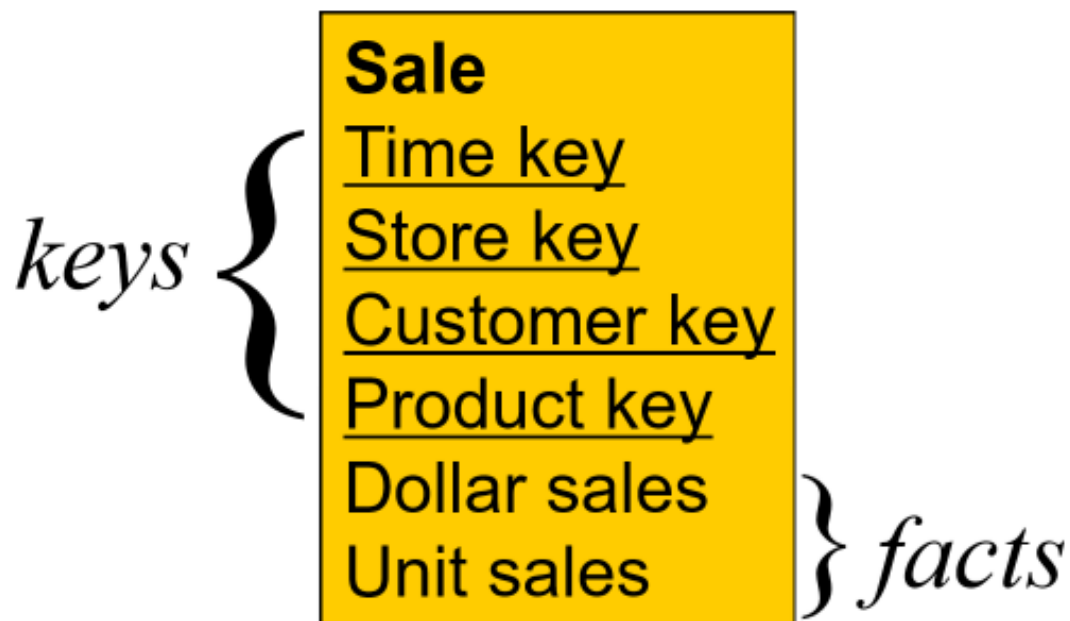 Sale
Time key
Store key
keys
Customer key
Product key
Dollar sales
Unit sales
facts